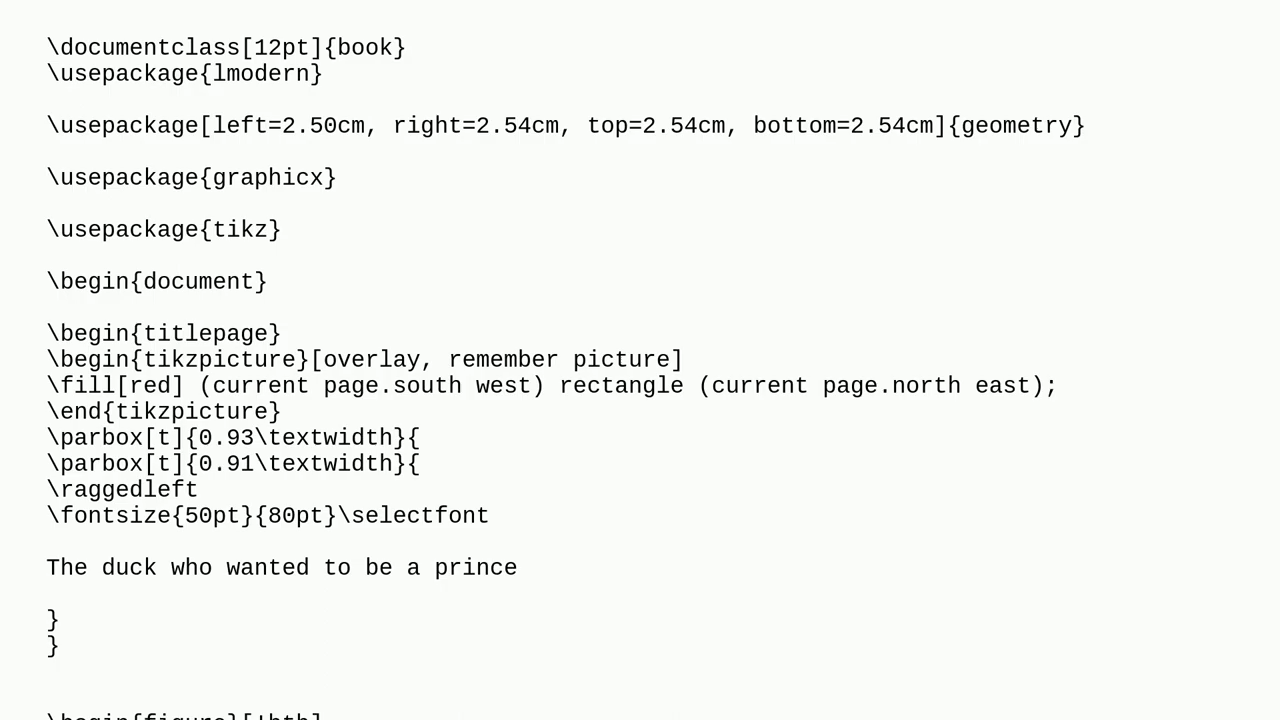 \documentclass[12pt]{book}
\usepackage{lmodern}
\usepackage[left=2.50cm, right=2.54cm, top=2.54cm, bottom=2.54cm]{geometry}
\usepackage{graphicx}
\usepackage{tikz}
\begin{document}
\begin{titlepage}
\begin{tikzpicture}[overlay, remember picture]
\fill[red] (current page.south west) rectangle (current page.north east);
\end{tikzpicture}
\parbox[t]{0.93\textwidth}{
\parbox[t]{0.91\textwidth}{
\raggedleft
\fontsize{50pt}{80pt}\selectfont
The duck who wanted to be a prince
}
}
\begin{figure}[!hth]